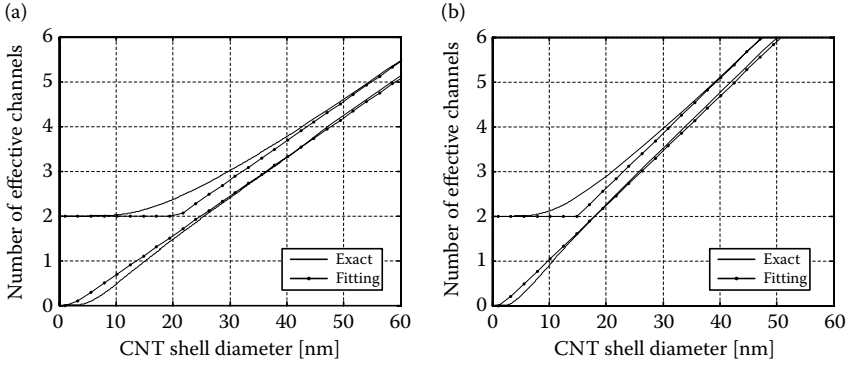 (a)
Number of effective channels
6
5
4
3
2
1
0
0 10 20 30 40 50 60
CNT shell diameter [nm]
Exact
Fitting
(b)
Number of effective channels
6
5
4
3
2
1
0
0 10 20 30 40 50 60
CNT shell diameter [nm]
Exact
Fitting